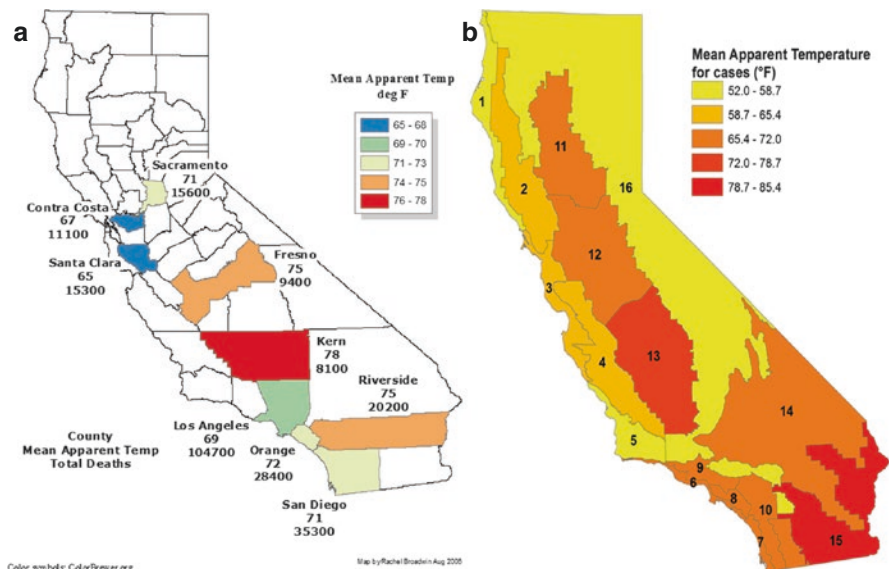 a
Mean Apparent Temp
deg F
65 - 68
69 - 70
71 - 73
74 - 75
76 - 78
Sacramento
71
15600
Contra Costa
67
11100
Santa Clara
65
15300
Fresno
75
9400
Kern
78
8100
Riverside
75
20200
Los Angeles
69
104700
Orange
72
28400
San Diego
71
35300
County
Mean Apparent Temp
Total Deaths
Color symbols: ColorBrewer.org
Map by Rachel Broadwin Aug 2006
b
Mean Apparent Temperature
for cases (°F)
52.0 - 58.7
58.7 - 65.4
65.4 - 72.0
72.0 - 78.7
78.7 - 85.4
1
11
16
2
12
3
13
4
14
5
9
6
8
10
7
15